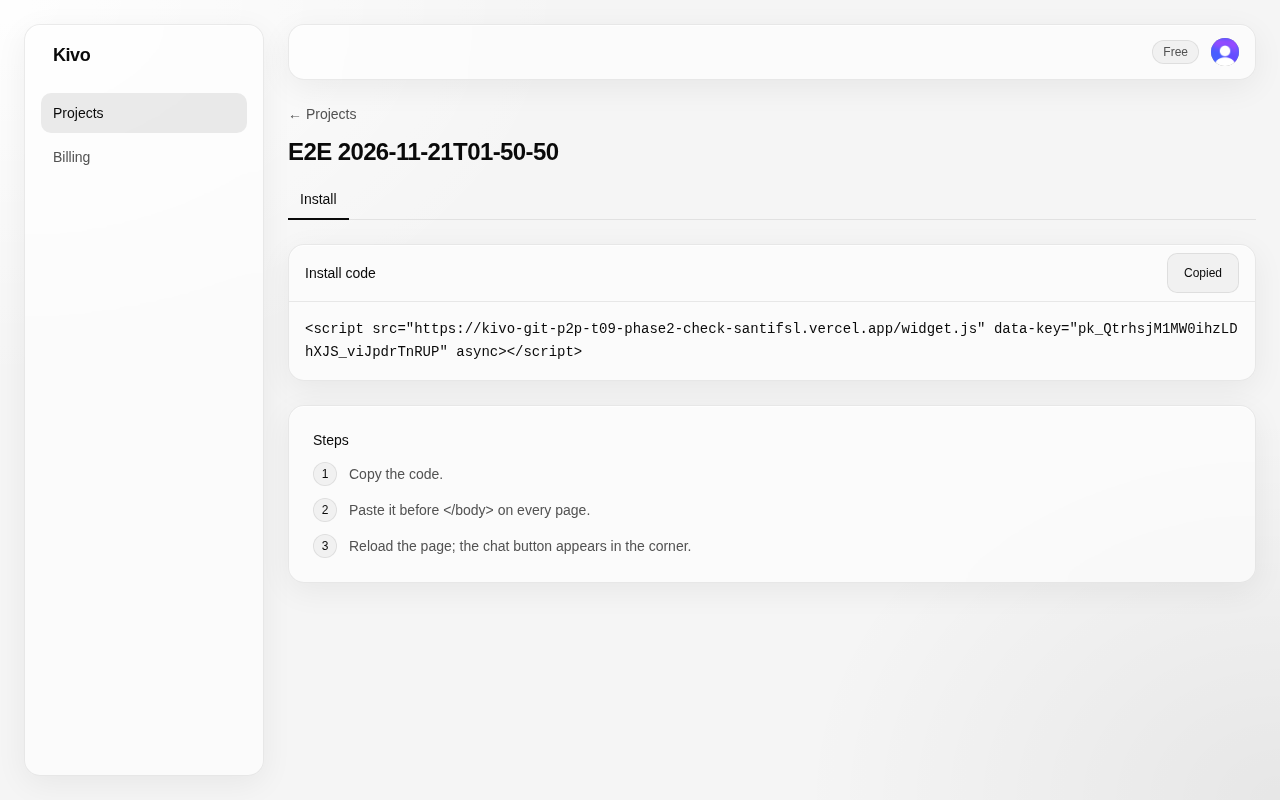 Kivo
Projects
Billing
Free
← Projects
E2E 2026-11-21T01-50-50
Install
Install code
Copied
<script src="https://kivo-git-p2p-t09-phase2-check-santifsl.vercel.app/widget.js" data-key="pk_QtrhsjM1MW0ihzLD
hXJS_viJpdrTnRUP" async></script>
Steps
1 Copy the code.
2 Paste it before </body> on every page.
3 Reload the page; the chat button appears in the corner.